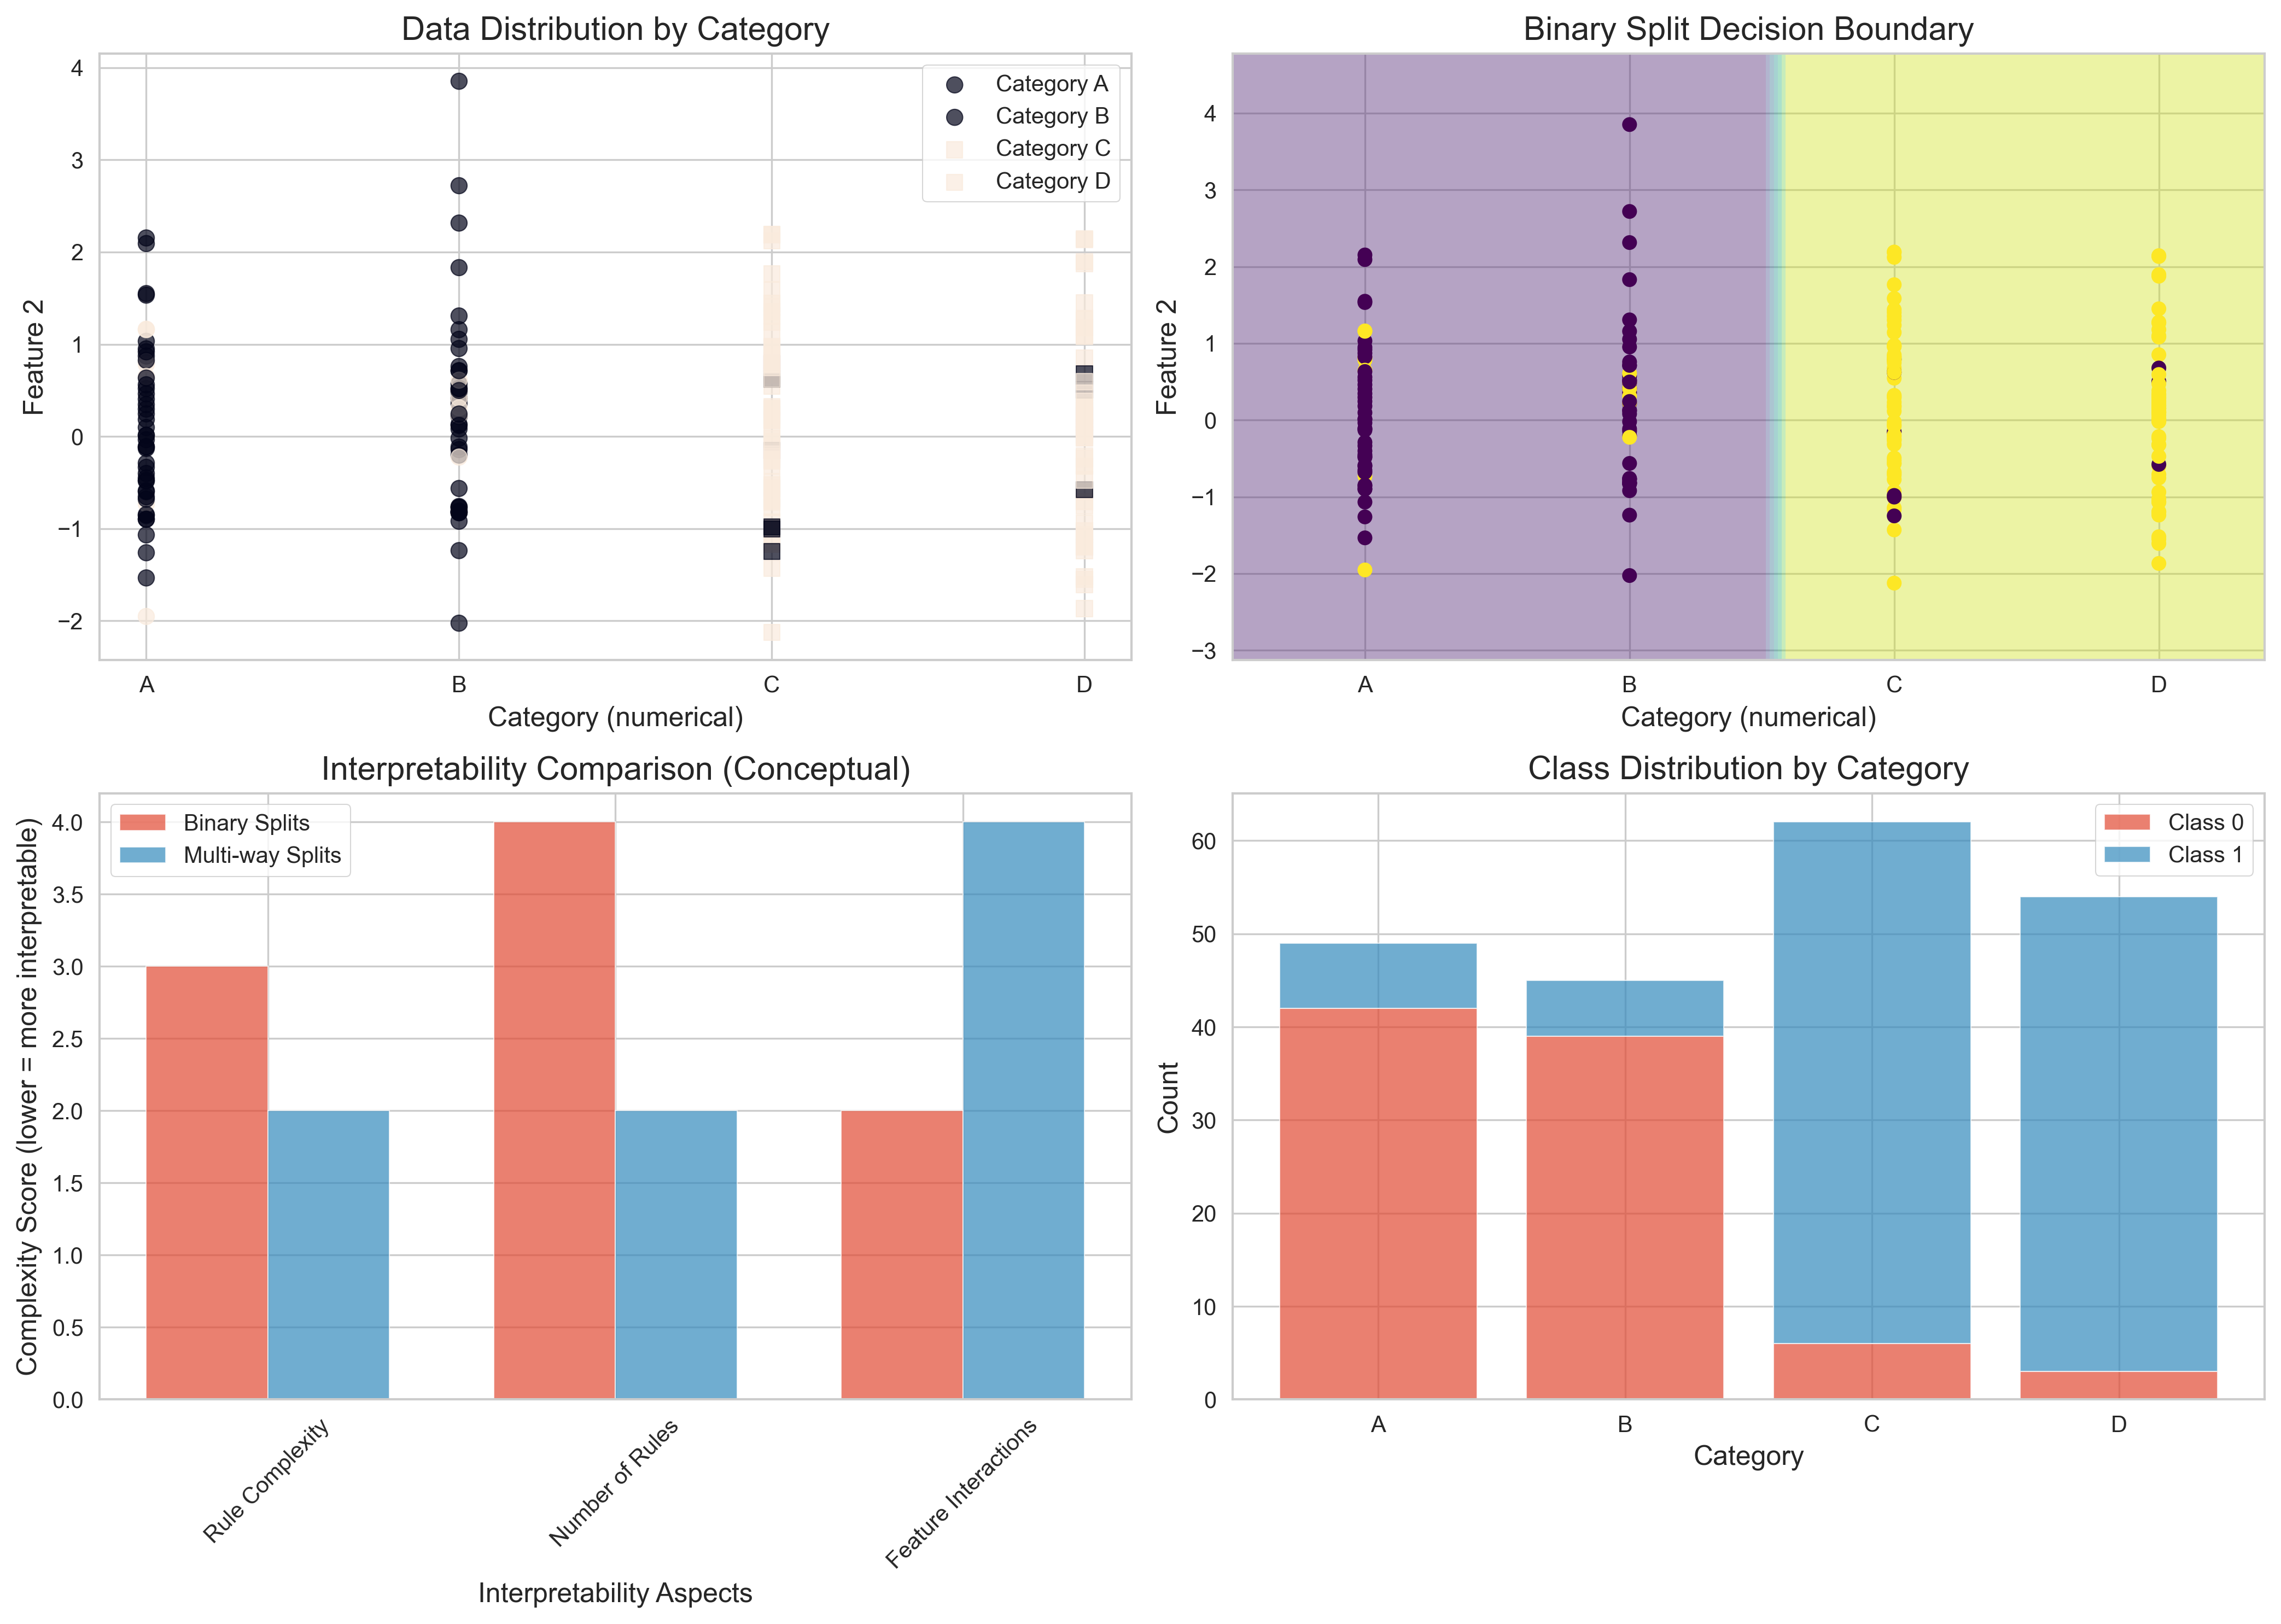 Data Distribution by Category
4
3
2
1
0
−1
−2
Feature 2
A
B
C
D
Category (numerical)
Category A
Category B
Category C
Category D
Binary Split Decision Boundary
4
3
2
1
0
−1
−2
−3
Feature 2
A
B
C
D
Category (numerical)
Interpretability Comparison (Conceptual)
Binary Splits
Multi-way Splits
4.0
3.5
3.0
2.5
2.0
1.5
1.0
0.5
0.0
Complexity Score (lower = more interpretable)
Rule Complexity
Number of Rules
Feature Interactions
Interpretability Aspects
Class Distribution by Category
Class 0
Class 1
60
50
40
30
20
10
0
Count
A
B
C
D
Category